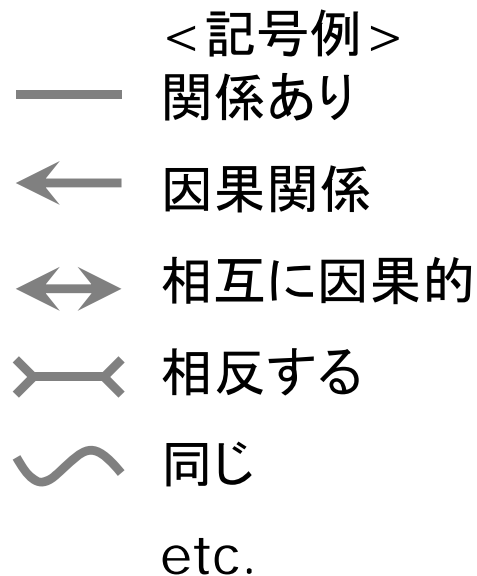 ＜記号例＞
関係あり
因果関係
相互に因果的
相反する
同じ
etc.